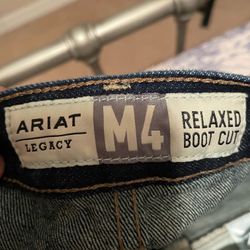 ARIAT
LEGACY
M4
RELAXED
BOOT CUT